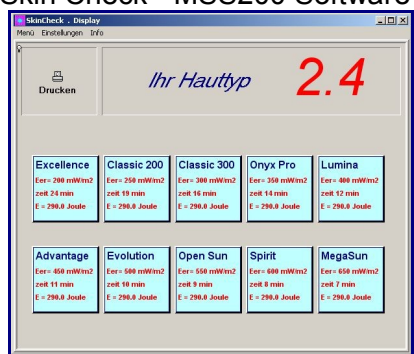 Skin Check - MSS200 Software
SkinCheck . Display
Menü Einstellungen Info
Drucken
Ihr Hauttyp 2.4
Excellence
Eer= 200 mW/m2
zeit 24 min
E = 290.0 Joule
Classic 200
Eer= 250 mW/m2
zeit 19 min
E = 290.0 Joule
Classic 300
Eer= 300 mW/m2
zeit 16 min
E = 290.0 Joule
Onyx Pro
Eer= 350 mW/m2
zeit 14 min
E = 290.0 Joule
Lumina
Eer= 400 mW/m2
zeit 12 min
E = 290.0 Joule
Advantage
Eer= 450 mW/m2
zeit 11 min
E = 290.0 Joule
Evolution
Eer= 500 mW/m2
zeit 10 min
E = 290.0 Joule
Open Sun
Eer= 550 mW/m2
zeit 9 min
E = 290.0 Joule
Spirit
Eer= 600 mW/m2
zeit 8 min
E = 290.0 Joule
MegaSun
Eer= 650 mW/m2
zeit 7 min
E = 290.0 Joule